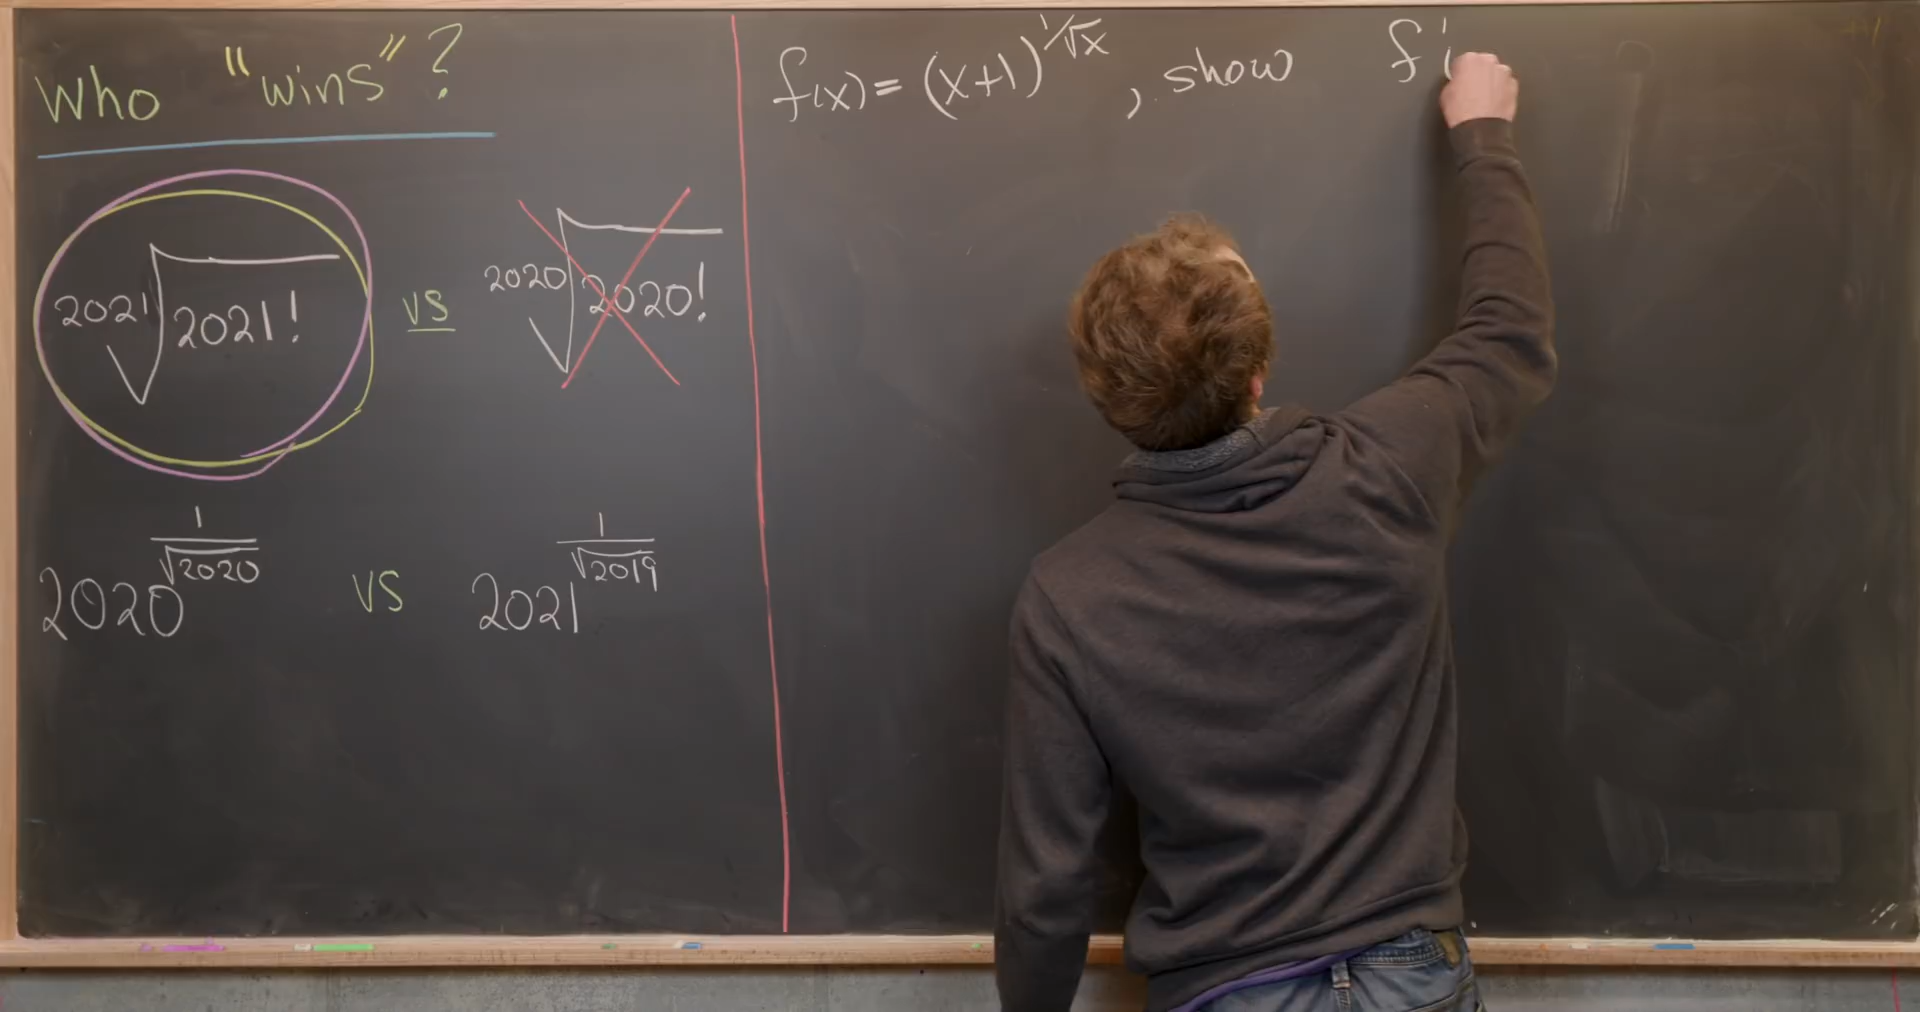 Who "wins"?
2021√2021! vs 2020√2020!
2020^(1/√2020) vs 2021^(1/√2019)
f(x) = (x+1)^(1/√x), show f'(